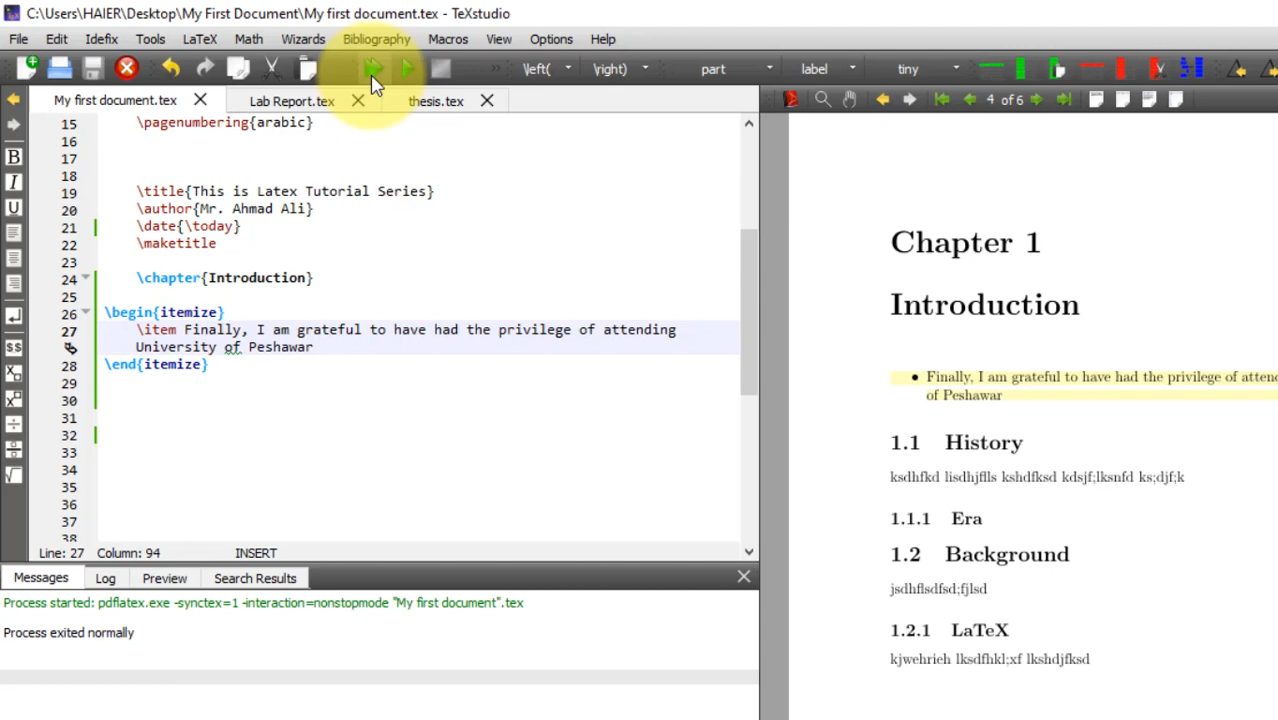 C:\Users\HAIER\Desktop\My First Document\My first document.tex - TeXstudio
File Edit Idefix Tools LaTeX Math Wizards Bibliography Macros View Options Help
\left( \right) part label tiny
My first document.tex Lab Report.tex thesis.tex
4 of 6
15 \pagenumbering{arabic}
16
17
18
19 \title{This is Latex Tutorial Series}
20 \author{Mr. Ahmad Ali}
21 \date{\today}
22 \maketitle
23
24 \chapter{Introduction}
25
26 \begin{itemize}
27 \item Finally, I am grateful to have had the privilege of attending
University of Peshawar
28 \end{itemize}
29
30
31
32
33
34
35
36
37
38
Line: 27 Column: 94 INSERT
Messages Log Preview Search Results
Process started: pdflatex.exe -synctex=1 -interaction=nonstopmode "My first document".tex
Process exited normally
B
I
U
$$
Chapter 1
Introduction
• Finally, I am grateful to have had the privilege of attend
of Peshawar
1.1 History
ksdhfkd lisdhjflls kshdfksd kdsjf;lksnfd ks;djf;k
1.1.1 Era
1.2 Background
jsdhflsdfsd;fjlsd
1.2.1 LaTeX
kjwehrieh lksdfhkl;xf lkshdjfksd